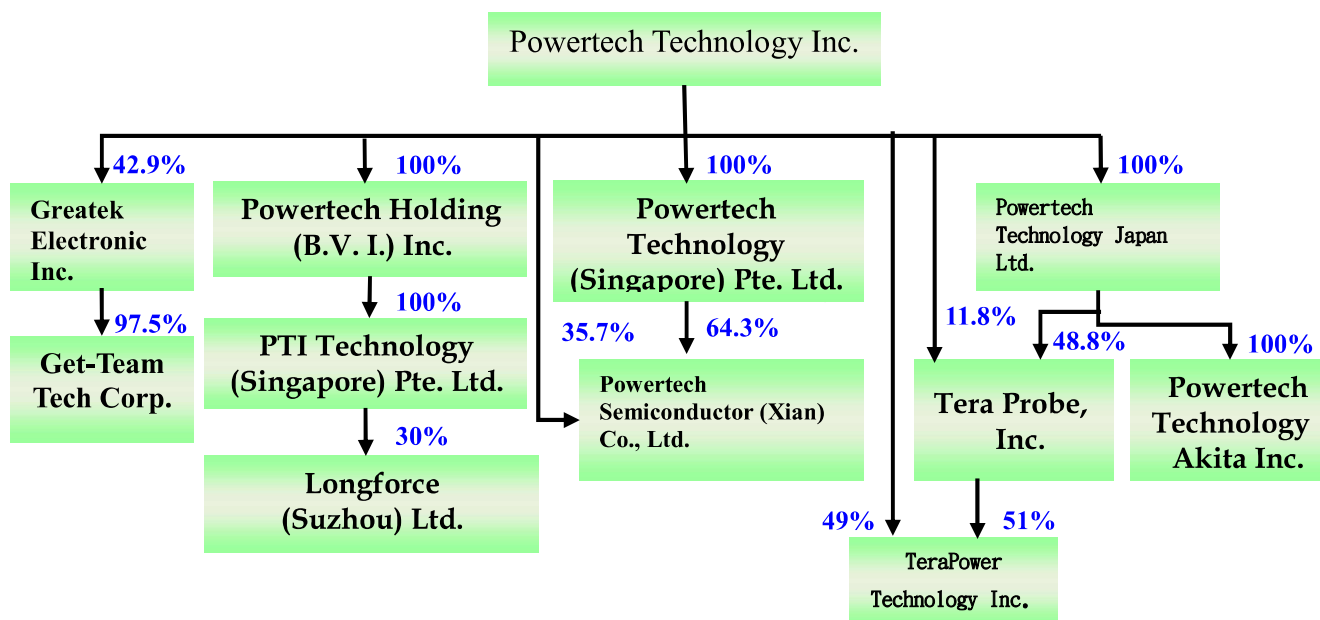 Powertech Technology Inc.
42.9%
100%
100%
100%
Greatek
Electronic
Inc.
Powertech Holding
(B.V. I.) Inc.
Powertech
Technology
(Singapore) Pte. Ltd.
Powertech
Technology Japan
Ltd.
97.5%
100%
35.7%
64.3%
11.8%
48.8%
100%
Get-Team
Tech Corp.
PTI Technology
(Singapore) Pte. Ltd.
Powertech
Semiconductor (Xian)
Co., Ltd.
Tera Probe,
Inc.
Powertech
Technology
Akita Inc.
30%
Longforce
(Suzhou) Ltd.
49%
51%
TeraPower
Technology Inc.